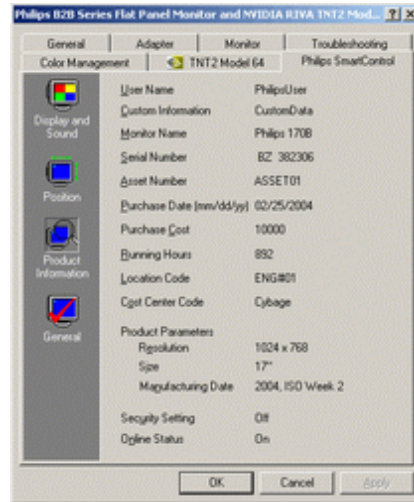 Philips B2B Series Flat Panel Monitor and NVIDIA RIVA TNT2 Mod...
General Adapter Monitor Troubleshooting
Color Management TNT2 Model 64 Philips SmartControl
Display and Sound
Position
Product Information
General
User Name PhilipsUser
Custom Information CustomData
Monitor Name Philips 170B
Serial Number BZ 382306
Asset Number ASSET01
Purchase Date (mm/dd/yy) 02/25/2004
Purchase Cost 10000
Running Hours 892
Location Code ENG#01
Cost Center Code Cybage
Product Parameters
Resolution 1024 x 768
Size 17"
Manufacturing Date 2004, ISO Week 2
Security Setting Off
Online Status On
OK Cancel Apply